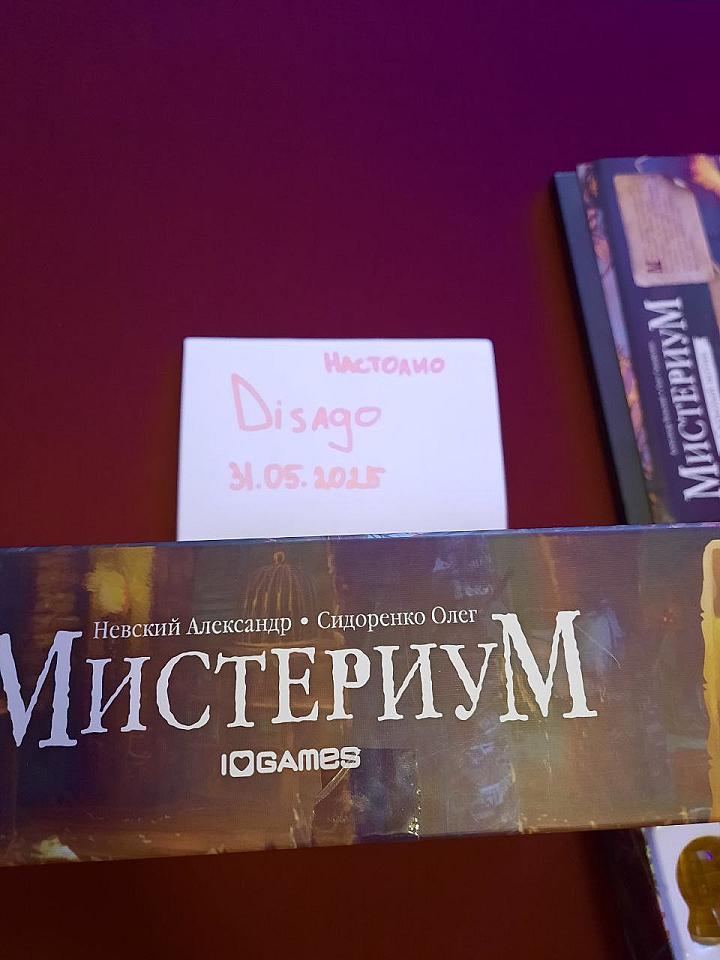 Настолио
Disago
31.05.2025
Мистериум
Невский Александр • Сидоренко Олег
Мистериум
I GAMES